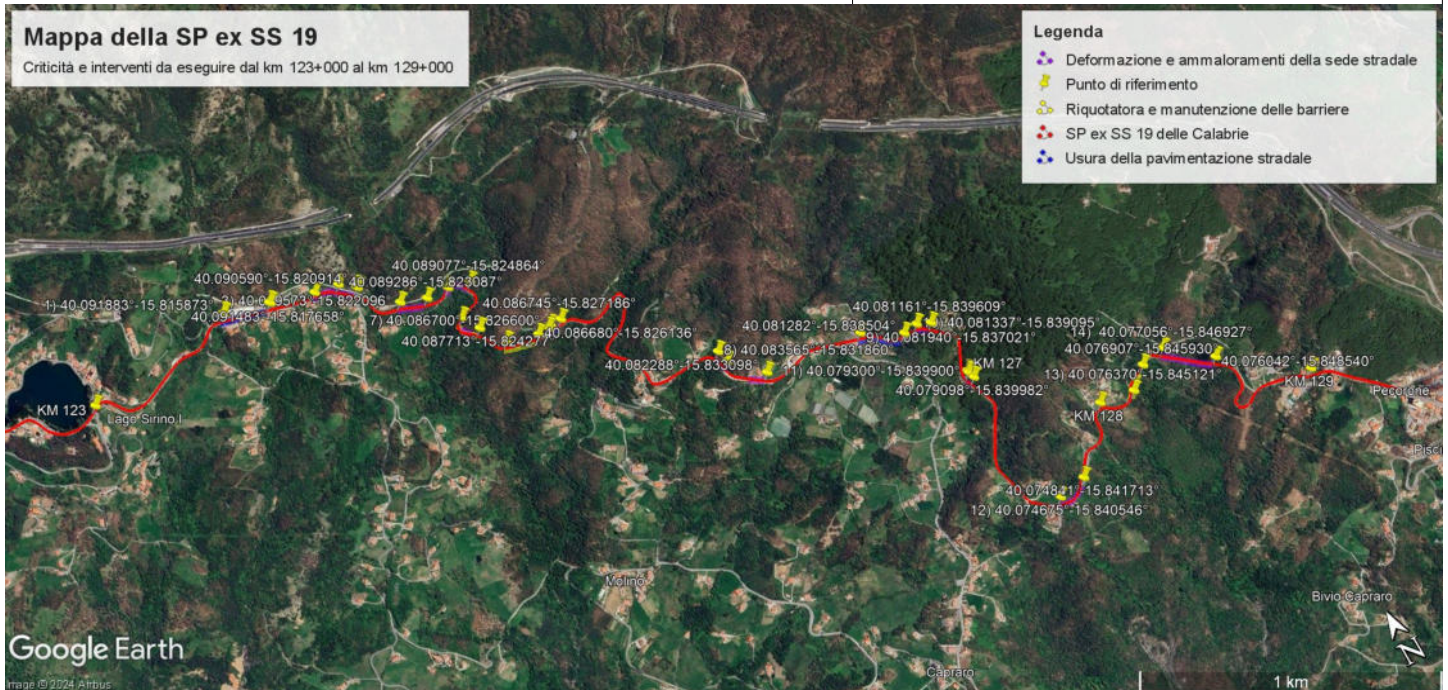 Mappa della SP ex SS 19
Criticità e interventi da eseguire dal km 123+000 al km 129+000
Legenda
Deformazione e ammaloramenti della sede stradale
Punto di riferimento
Riquotatora e manutenzione delle barriere
SP ex SS 19 delle Calabrie
Usura della pavimentazione stradale
40.089077°-15.824864°
40.090590°-15.820914°
40.089286°-15.823087°
1) 40.091883°-15.815873°
40.091483°-15.817658°
40.086745°-15.827186°
7) 40.086700°-15.826600°
40.086680°-15.826136°
40.087713°-15.824277°
40.081161°-15.839609°
40.081282°-15.838504°
40.081337°-15.839095°
9) 40.081940°-15.837021°
8) 40.083565°-15.831860°
40.082288°-15.833098°
11) 40.079300°-15.839900°
KM 127
40.079098°-15.839982°
14) 40.077056°-15.846927°
40.076907°-15.845930°
40.076042°-15.848540°
13) 40.076370°-15.845121°
KM 129
Pecorone
KM 123
Lago Sirino I
KM 128
Pisci
40.074811°-15.841713°
12) 40.074675°-15.840546°
Molino
Bivio Capraro
Capraro
Google Earth
Image © 2024 Airbus
N
1 km